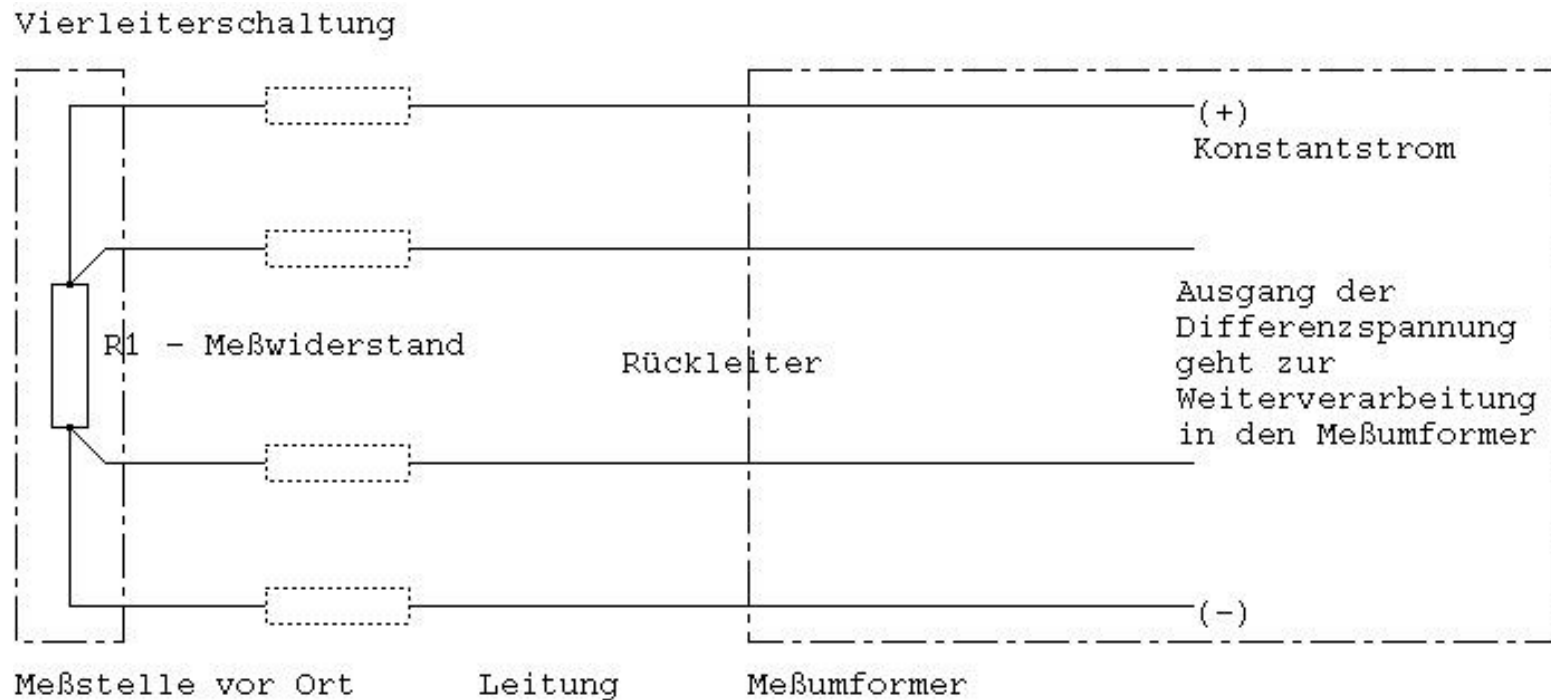 Vierleiterschaltung
(+)
Konstantstrom
Ausgang der
Differenzspannung
R1 – Meßwiderstand
Rückleiter
geht zur
Weiterverarbeitung
in den Meßumformer
(–)
Meßstelle vor Ort
Leitung
Meßumformer